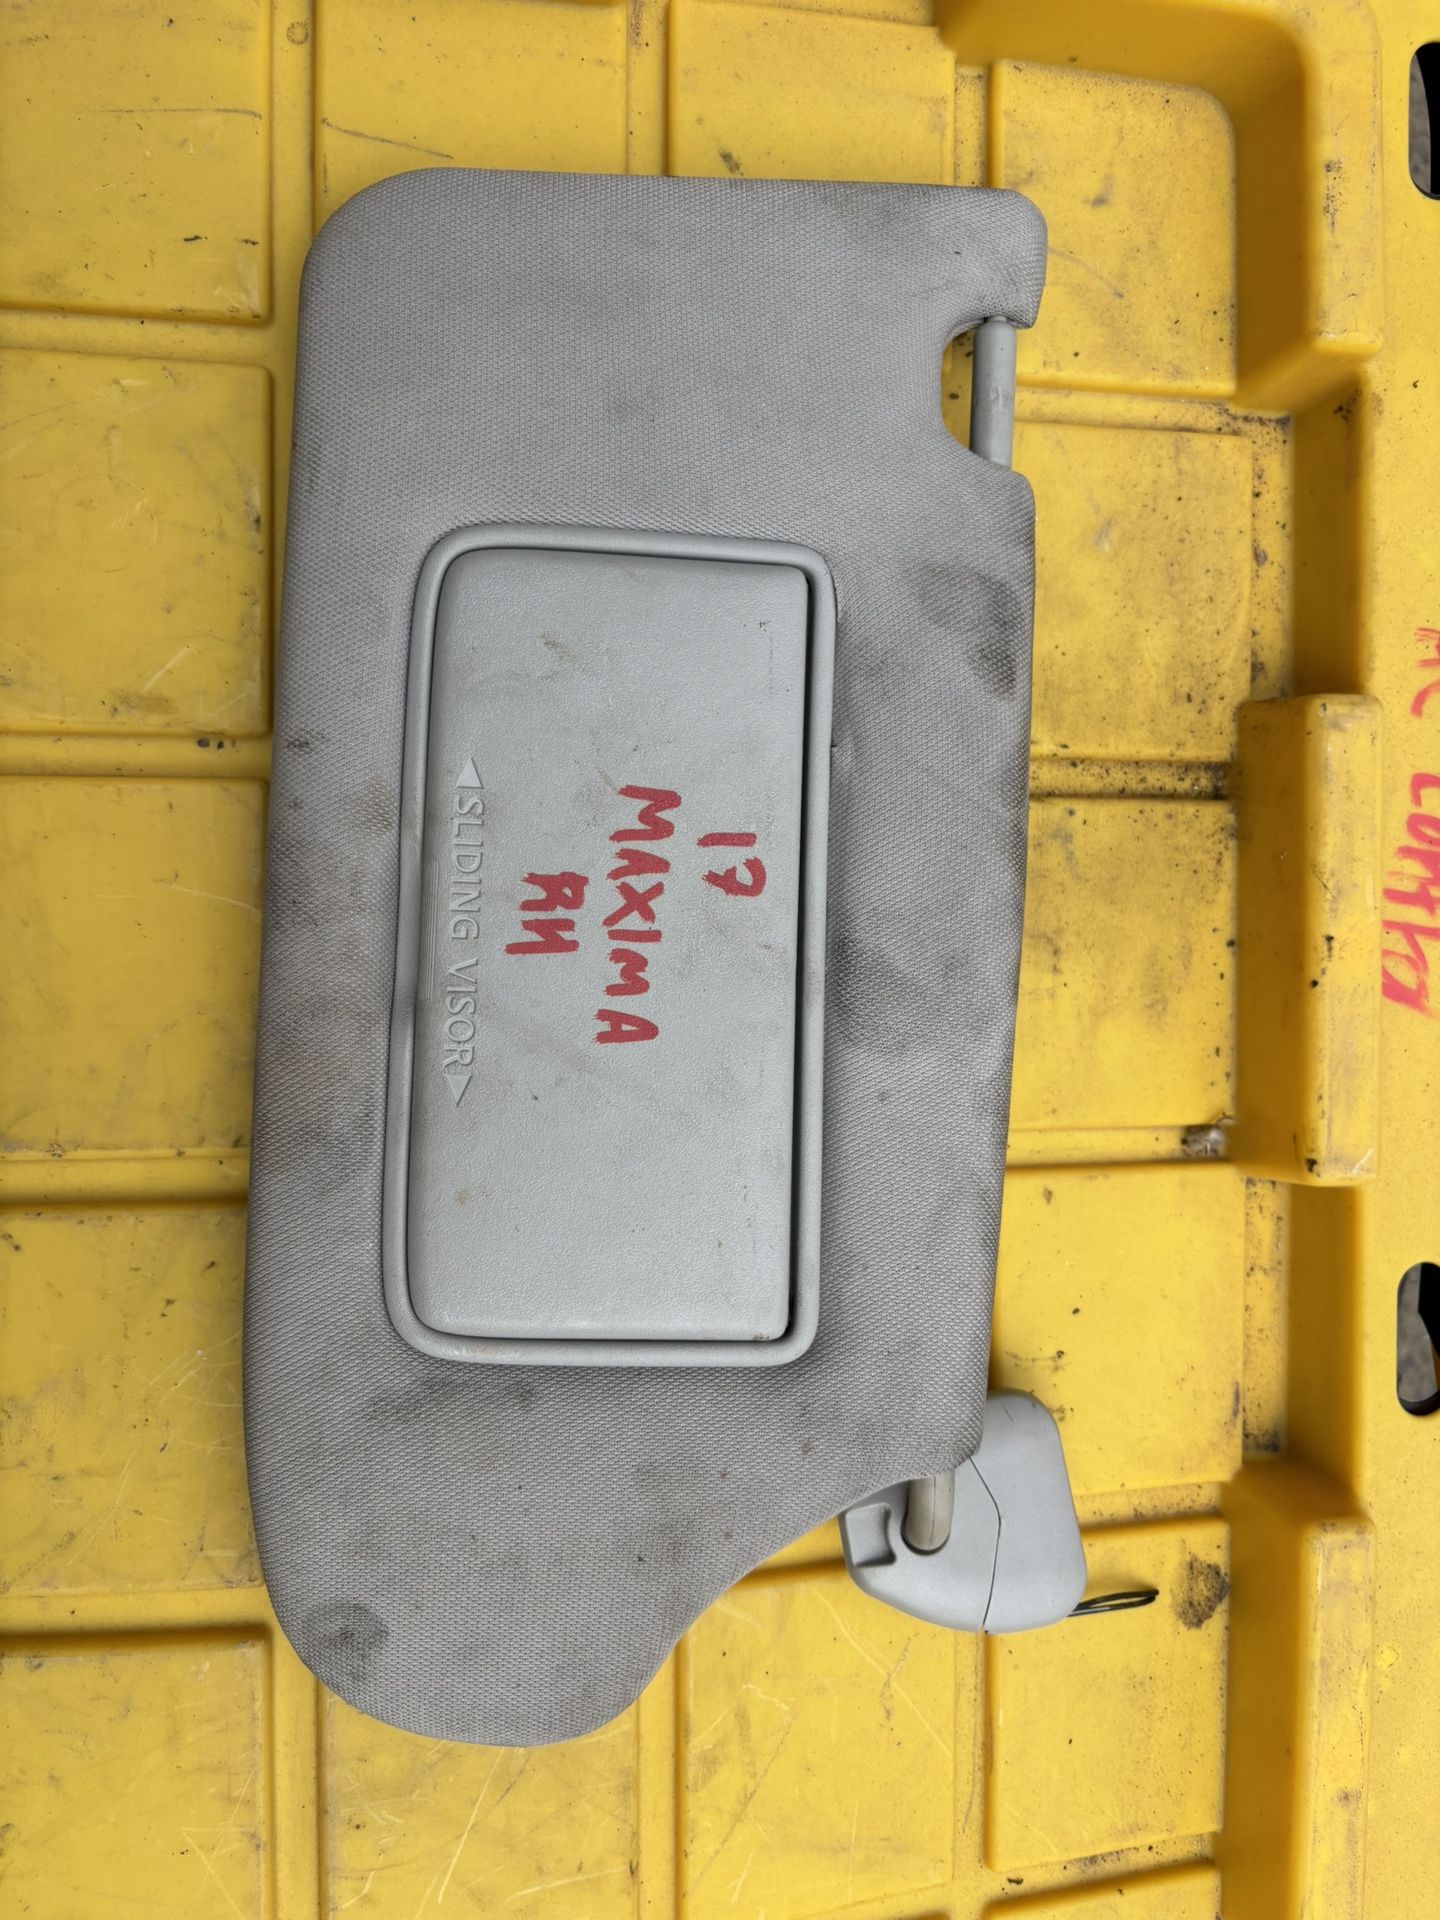 17
MAXIMA
RH
◄SLIDING VISOR►